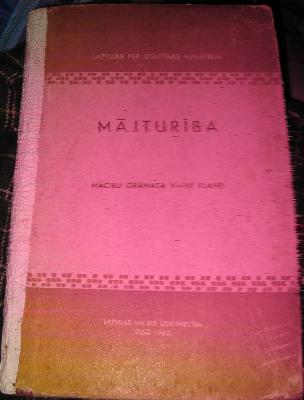 LATVIJAS PSR IZGLĪTĪBAS MINISTRIJA
MĀJTURĪBA
MĀCĪBU GRĀMATA V—VII KLASEI
LATVIJAS VALSTS IZDEVNIECĪBA
RĪGĀ 1960